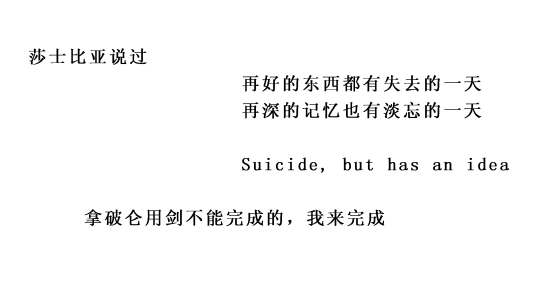 莎士比亚说过
再好的东西都有失去的一天
再深的记忆也有淡忘的一天
Suicide, but has an idea
拿破仑用剑不能完成的，我来完成